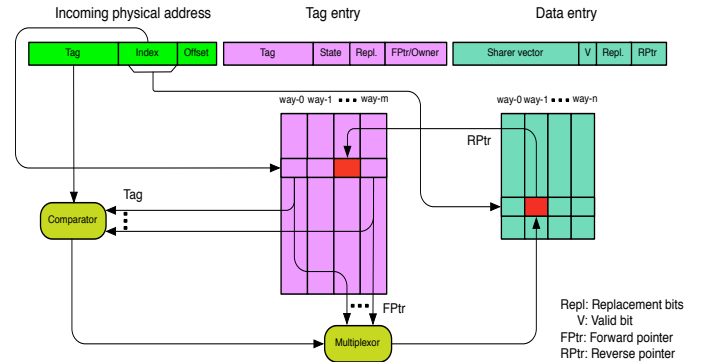 Incoming physical address
Tag entry
Data entry
Tag Index Offset
Tag State Repl. FPtr/Owner
Sharer vector V Repl. RPtr
way-0 way-1 ... way-m
way-0 way-1 ... way-n
RPtr
Tag
Comparator
FPtr
Multiplexor
Repl: Replacement bits
V: Valid bit
FPtr: Forward pointer
RPtr: Reverse pointer